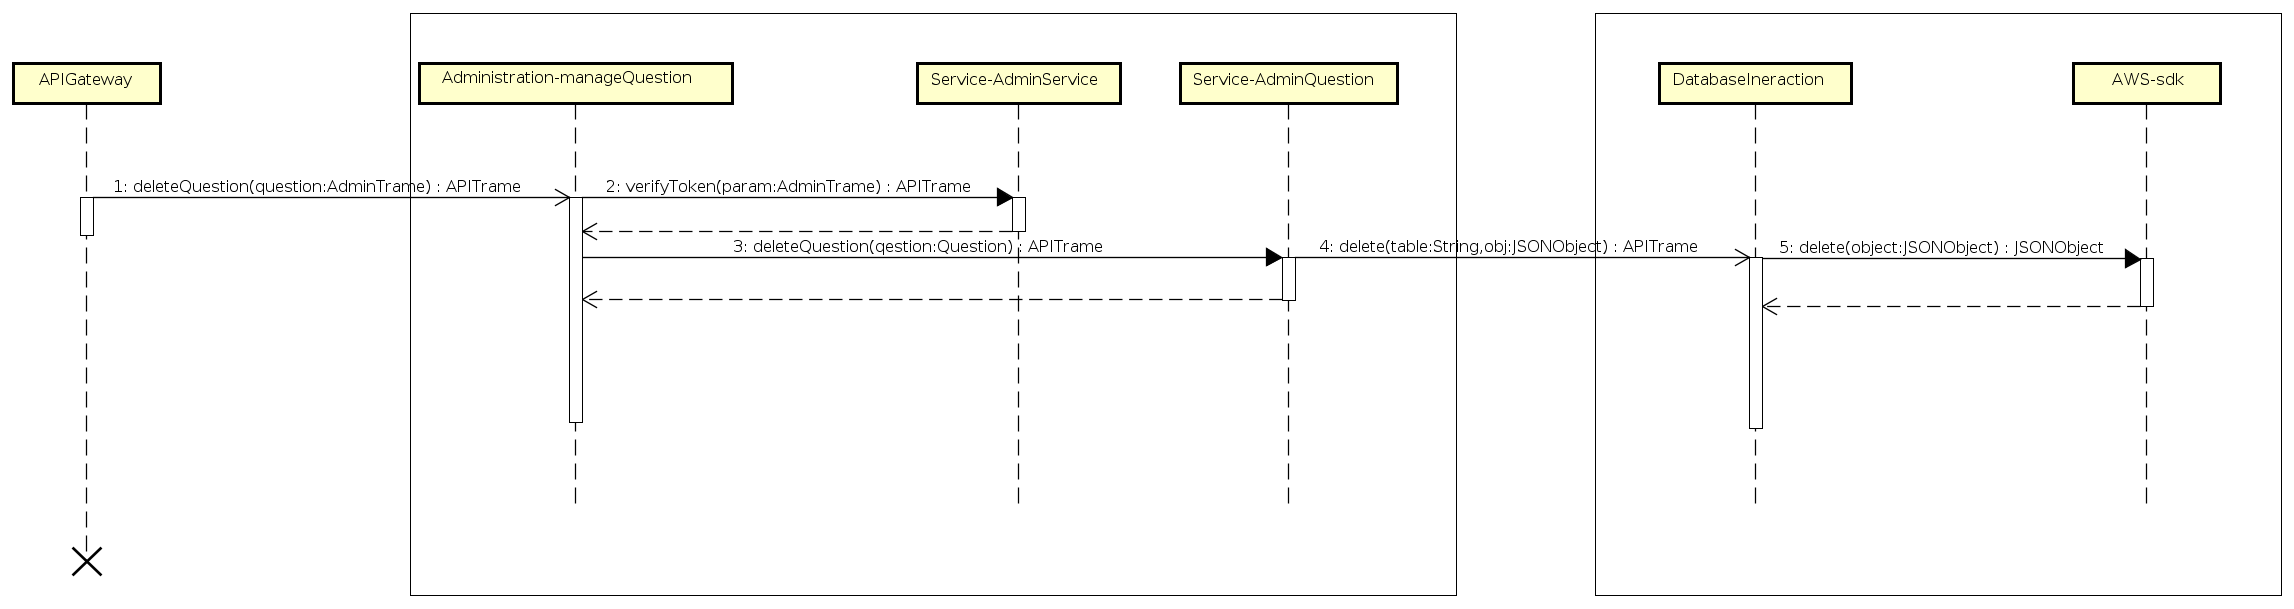 APIGateway
Administration-manageQuestion
Service-AdminService
Service-AdminQuestion
DatabaseIneraction
AWS-sdk
1: deleteQuestion(question:AdminTrame) : APITrame
2: verifyToken(param:AdminTrame) : APITrame
3: deleteQuestion(qestion:Question) : APITrame
4: delete(table:String,obj:JSONObject) : APITrame
5: delete(object:JSONObject) : JSONObject